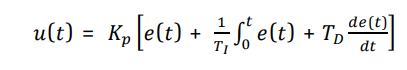 u(t) = K_p [e(t) + \frac{1}{T_I} \int_0^t e(t) + T_D \frac{de(t)}{dt}]